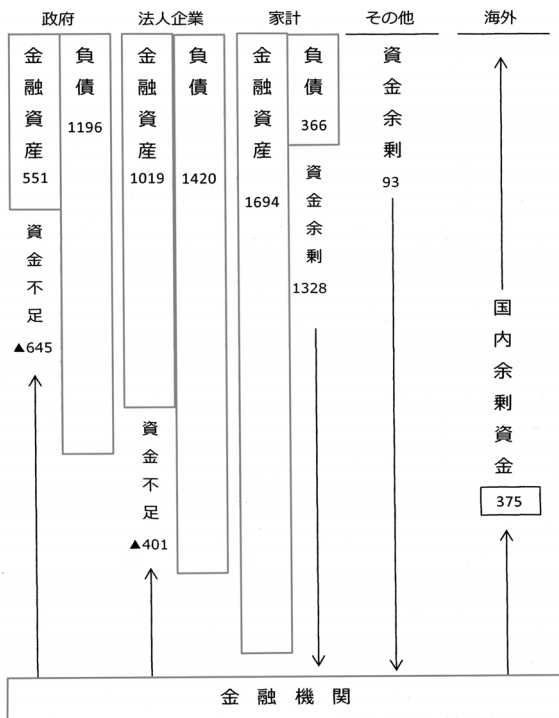 政府
金融資産
551
負債
1196
資金不足
▲645
法人企業
金融資産
1019
負債
1420
資金不足
▲401
家計
金融資産
1694
負債
366
資金余剰
1328
その他
資金余剰
93
海外
国内余剰資金
375
金融機関